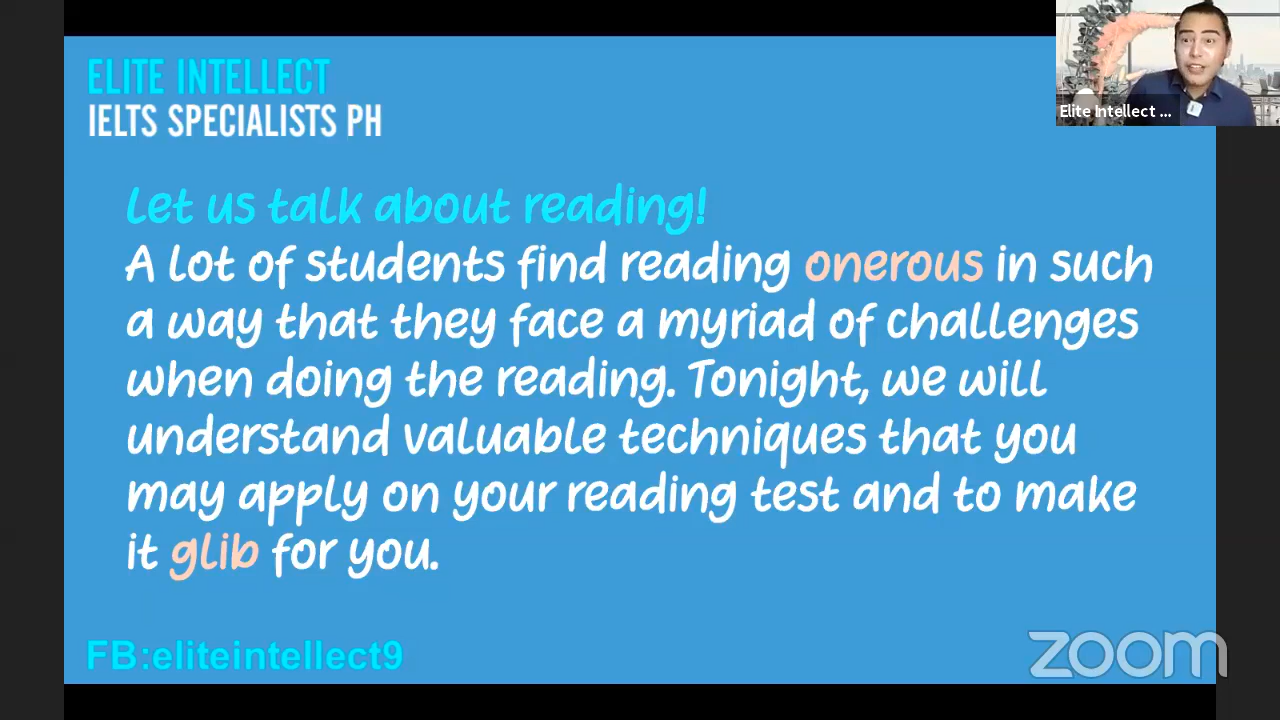 ELITE INTELLECT
IELTS SPECIALISTS PH
Elite Intellect ...
Let us talk about reading!
A lot of students find reading onerous in such
a way that they face a myriad of challenges
when doing the reading. Tonight, we will
understand valuable techniques that you
may apply on your reading test and to make
it glib for you.
FB:eliteintellect9
zoom